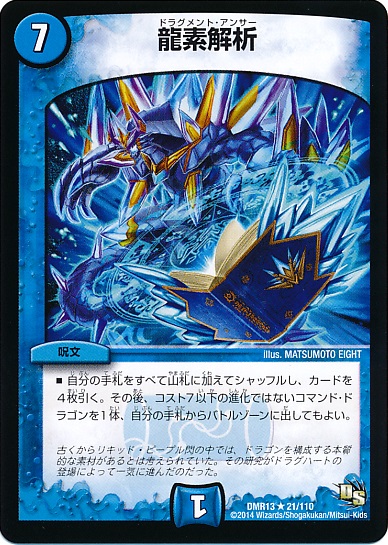 7
ドラグメント・アンサー
龍素解析
呪文
Illus. MATSUMOTO EIGHT
■ 自分の手札をすべて山札に加えてシャッフルし、カードを
４枚引く。その後、コスト７以下の進化ではないコマンド・ド
ラゴンを１体、自分の手札からバトルゾーンに出してもよい。
古くからリキッド・ピープル閃の中では、ドラゴンを構成する本質
的な素材があるとは考えられていた。その研究がドラグハートの
登場によって一気に進んだのだった。
1
DMR13 ★ 21/110
©2014 Wizards/Shogakukan/Mitsui-Kids
DS